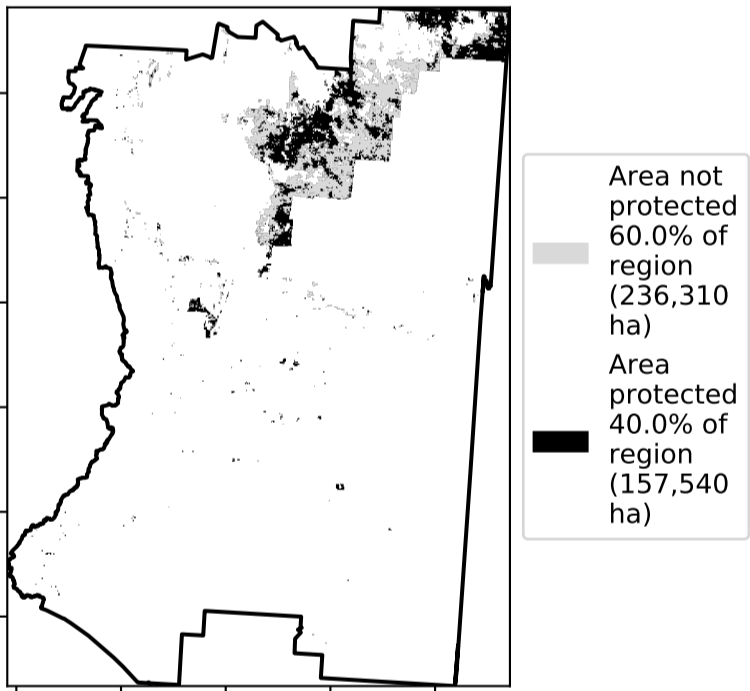 Area not
protected
60.0% of
region
(236,310
ha)
Area
protected
40.0% of
region
(157,540
ha)